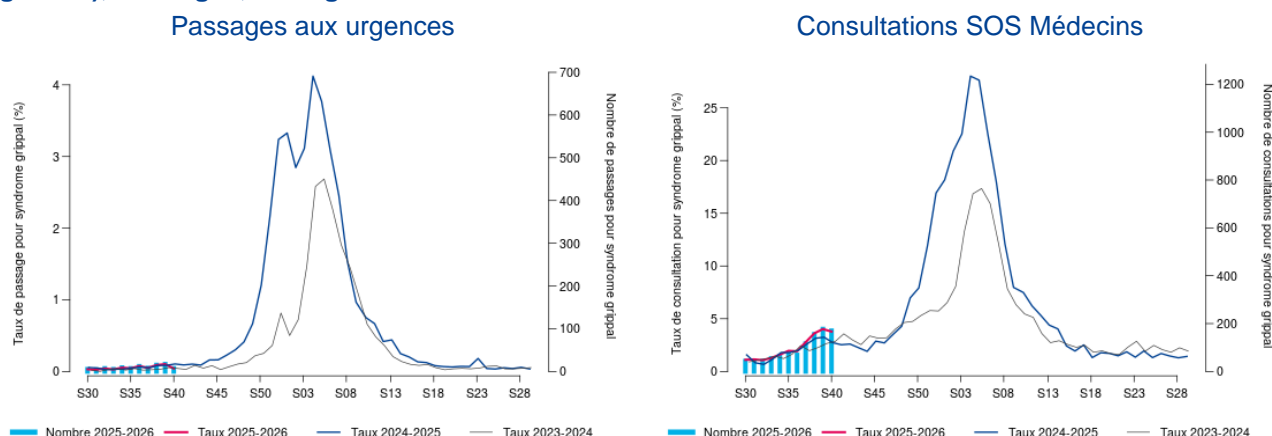 Passages aux urgences
Taux de passage pour syndrome grippal (%)
4
3
2
1
0
700
600
500
400
300
200
100
0
Nombre de passages pour syndrome grippal
S30 S35 S40 S45 S50 S03 S08 S13 S18 S23 S28
Nombre 2025-2026 Taux 2025-2026 Taux 2024-2025 Taux 2023-2024
Consultations SOS Médecins
Taux de consultation pour syndrome grippal (%)
25
20
15
10
5
0
1200
1000
800
600
400
200
0
Nombre de consultations pour syndrome grippal
S30 S35 S40 S45 S50 S03 S08 S13 S18 S23 S28
Nombre 2025-2026 Taux 2025-2026 Taux 2024-2025 Taux 2023-2024